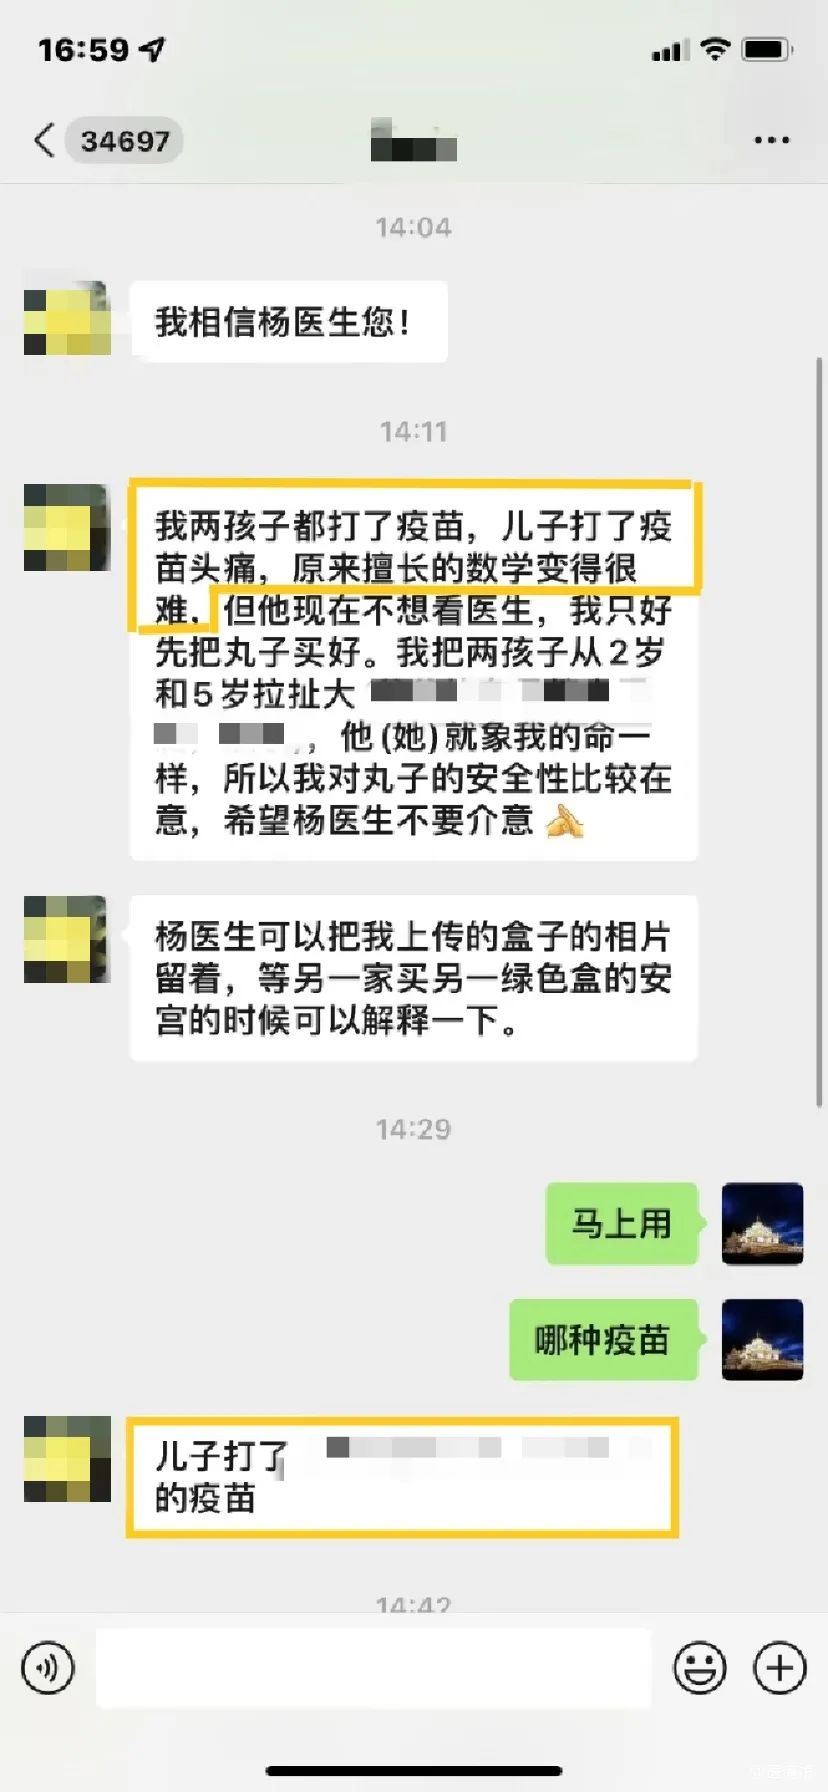 16:59
34697
14:04
我相信杨医生您！
14:11
我两孩子都打了疫苗，儿子打了疫
苗头痛，原来擅长的数学变得很
难，但他现在不想看医生，我只好
先把丸子买好。我把两孩子从2岁
和5岁拉扯大
，他(她)就象我的命一
样，所以我对丸子的安全性比较在
意，希望杨医生不要介意
杨医生可以把我上传的盒子的相片
留着，等另一家买另一绿色盒的安
宫的时候可以解释一下。
14:29
马上用
哪种疫苗
儿子打了
的疫苗
14:42